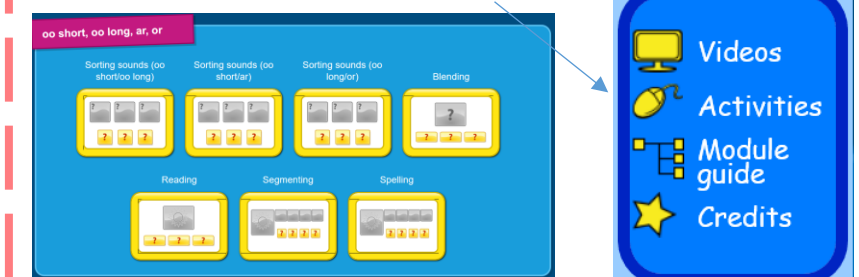 oo short, oo long, ar, or
Sorting sounds (oo
short/oo long)
Sorting sounds (oo
short/ar)
Sorting sounds (oo
long/or)
Blending
? ? ?
? ? ?
? ? ?
? ? ?
? ? ?
? ? ?
?
? ? ?
Reading
Segmenting
Spelling
? ? ?
? ? ? ?
? ? ? ?
Videos
Activities
Module
guide
Credits